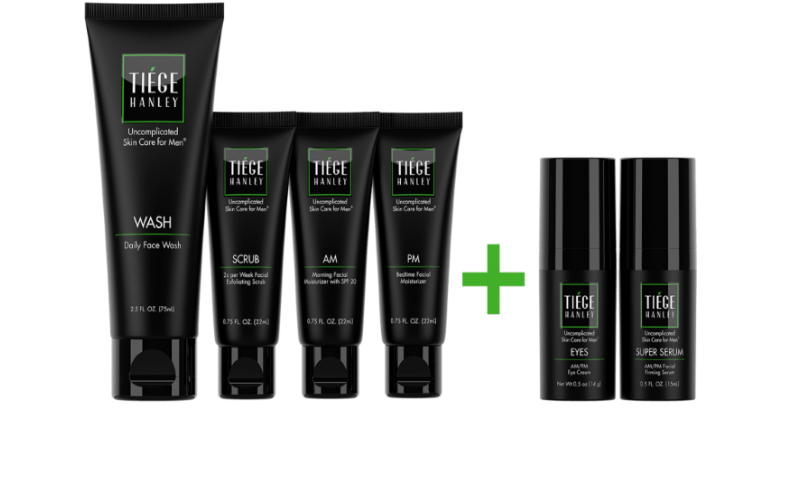 TIÉGE
HANLEY
Uncomplicated
Skin Care for Men®
WASH
Daily Face Wash
2.5 FL. OZ. (75ml)
TIÉGE
HANLEY
Uncomplicated
Skin Care for Men®
SCRUB
2x per Week Facial
Exfoliating Scrub
0.75 FL. OZ. (22ml)
TIÉGE
HANLEY
Uncomplicated
Skin Care for Men®
AM
Morning Facial
Moisturizer with SPF 20
0.75 FL. OZ. (22ml)
TIÉGE
HANLEY
Uncomplicated
Skin Care for Men®
PM
Bedtime Facial
Moisturizer
0.75 FL. OZ. (22ml)
+
TIÉGE
HANLEY
Uncomplicated
Skin Care for Men®
EYES
AM/PM
Eye Cream
Net Wt 0.5 oz (14 g)
TIÉGE
HANLEY
Uncomplicated
Skin Care for Men®
SUPER SERUM
AM/PM Facial
Firming Serum
0.5 FL. OZ. (15ml)